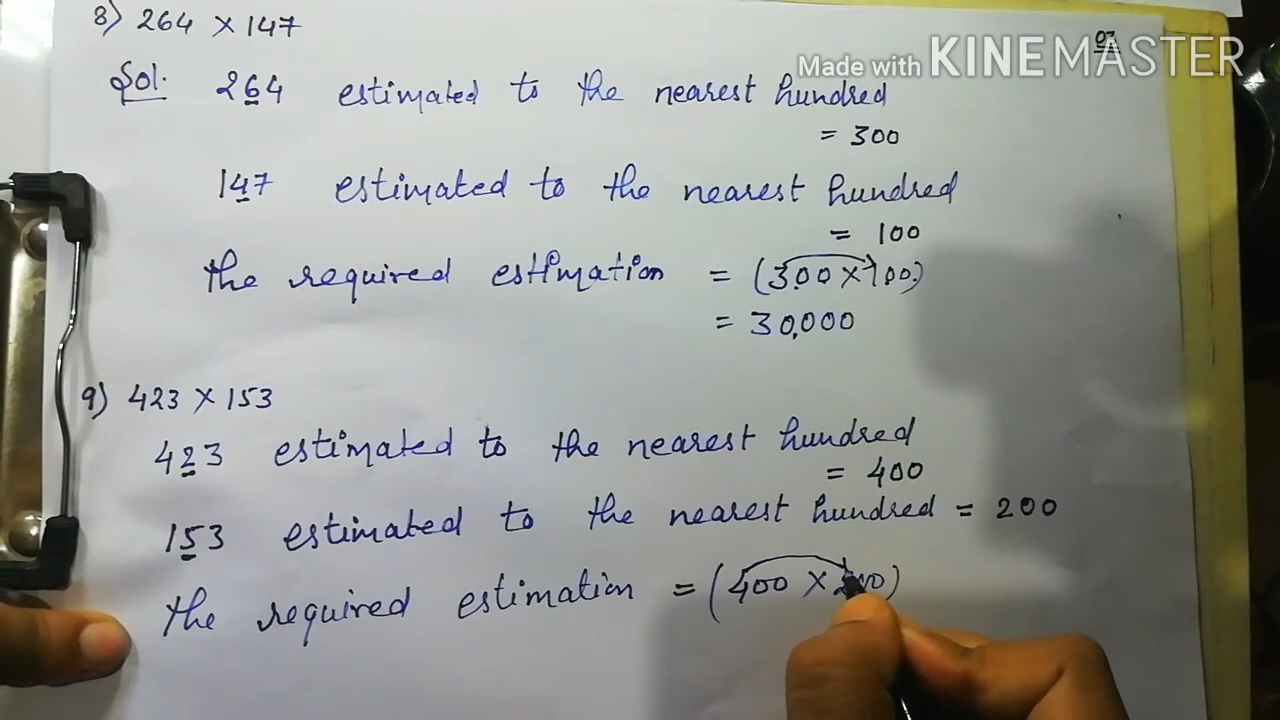 8) 264 × 147
07
Made with KINEMASTER
Sol. 264 estimated to the nearest hundred
= 300
147 estimated to the nearest hundred
= 100
the required estimation = (300 × 100)
= 30,000
9) 423 × 153
423 estimated to the nearest hundred
= 400
153 estimated to the nearest hundred = 200
the required estimation = (400 × 200)